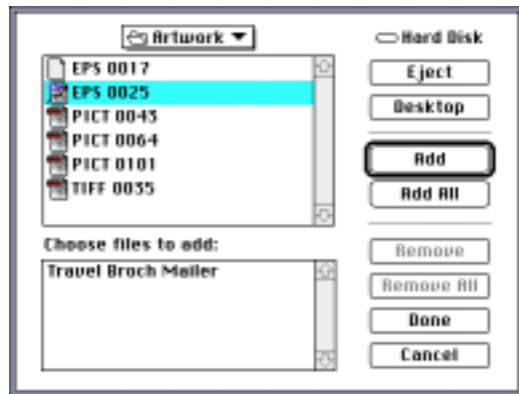 Artwork
Hard Disk
EPS 0017
EPS 0025
PICT 0043
PICT 0064
PICT 0101
TIFF 0035
Eject
Desktop
Add
Add All
Choose files to add:
Travel Broch Mailer
Remove
Remove All
Done
Cancel